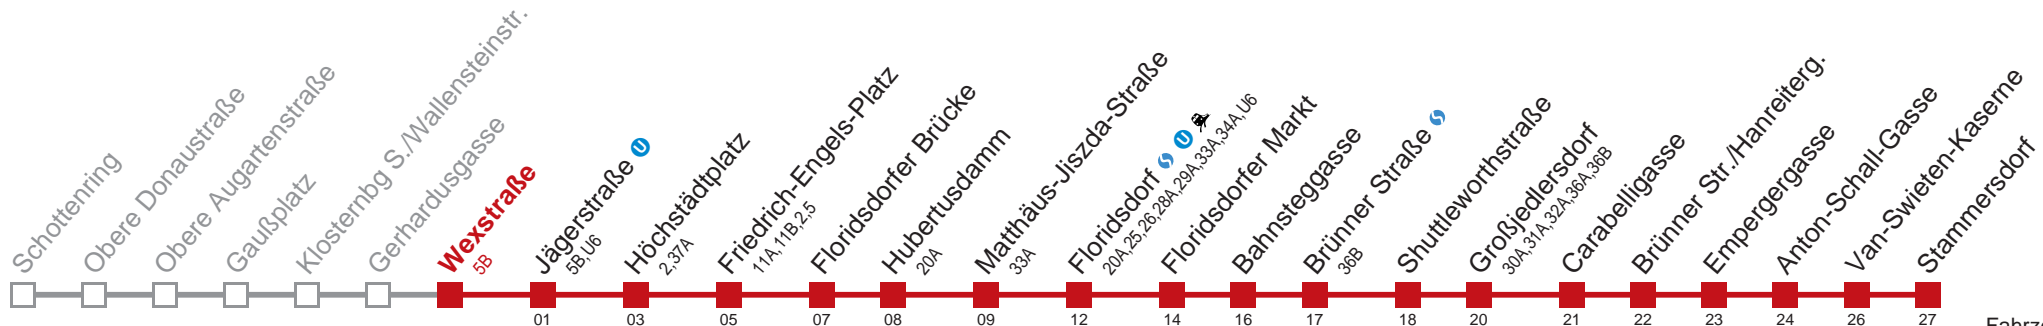 Schottenring
Obere Donaustraße
Obere Augartenstraße
Gaußplatz
Klosternbg S./Wallensteinstr.
Gerhardusgasse
Wexstraße
5B
Jägerstraße U
5B,U6
Höchstädtplatz
2,37A
Friedrich-Engels-Platz
11A,11B,2,5
Floridsdorfer Brücke
Hubertusdamm
20A
Matthäus-Jiszda-Straße
33A
Floridsdorf S U
20A,25,26,28A,29A,33A,34A,U6
Floridsdorfer Markt
Bahnsteggasse
Brünner Straße S
36B
Shuttleworthstraße
Großjedlersdorf
30A,31A,32A,36A,36B
Carabelligasse
Brünner Str./Hanreiterg.
Empergergasse
Anton-Schall-Gasse
Van-Swieten-Kaserne
Stammersdorf
01 03 05 07 08 09 12 14 16 17 18 20 21 22 23 24 26 27